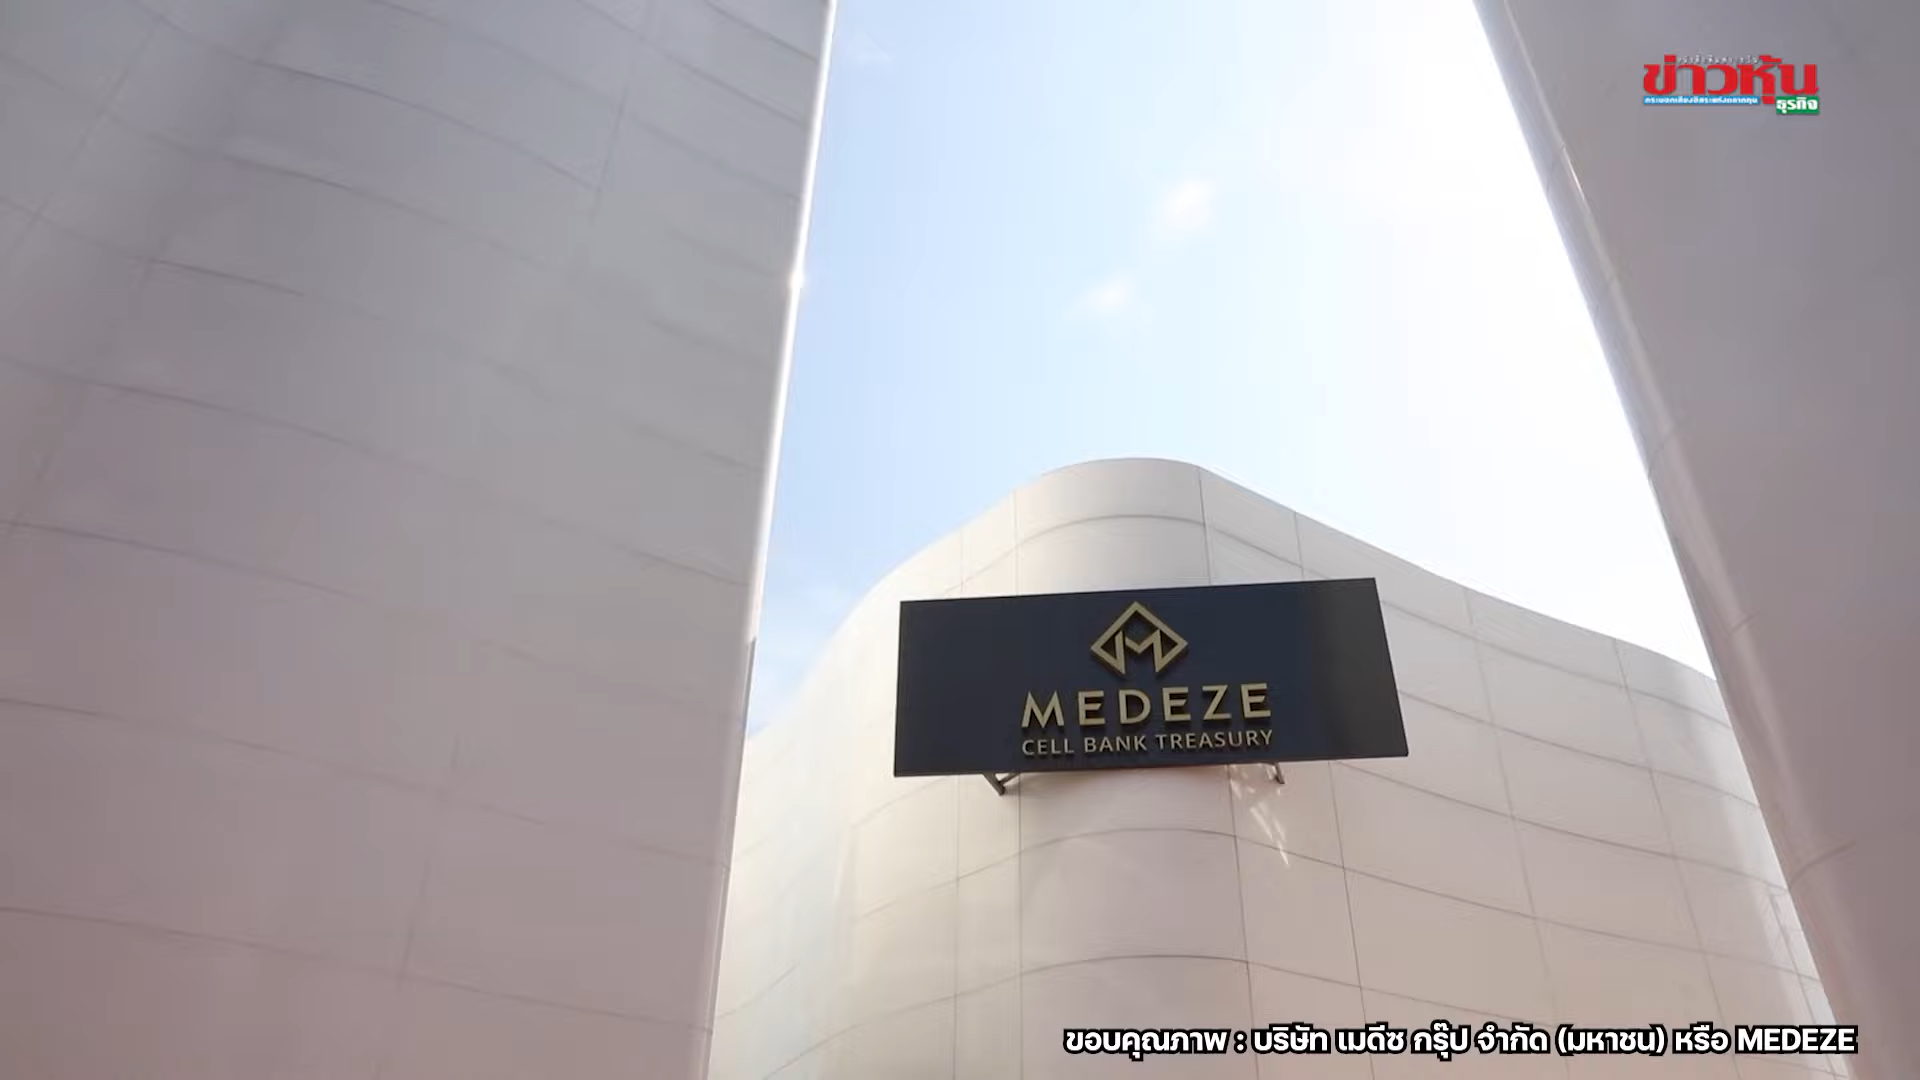 ข่าวหุ้น
ธุรกิจ
MEDEZE
CELL BANK TREASURY
ขอบคุณภาพ : บริษัท เมดีซ กรุ๊ป จำกัด (มหาชน) หรือ MEDEZE